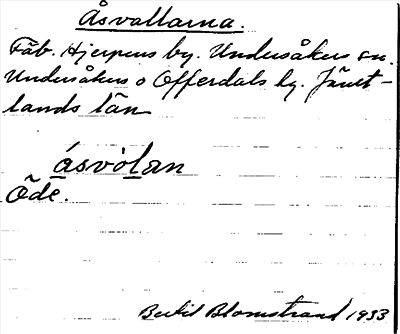 Åsvallarna.
Fäb. Hjerpens by. Undersåkers sn.
Undersåkers o Offerdals tg. Jämt-
lands län
ásvòlan
Öde.
Bertil Blomstrand 1933